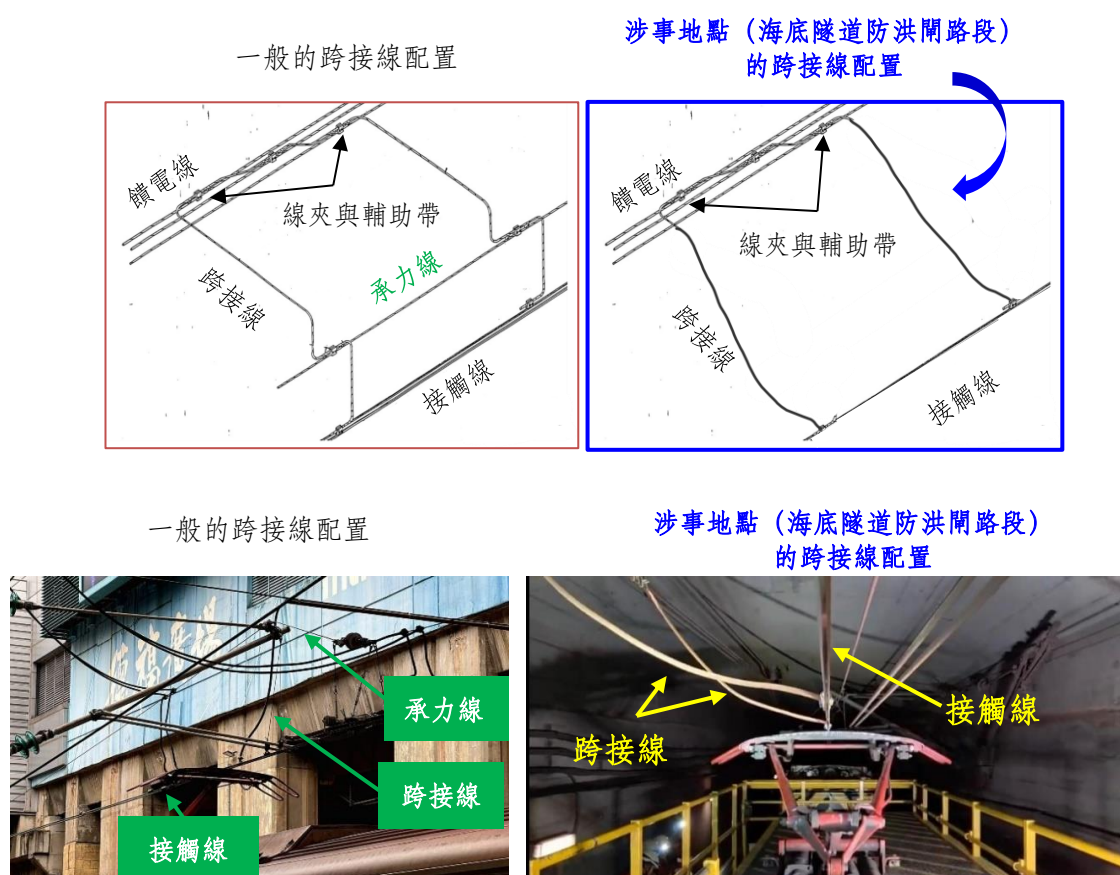 一般的跨接線配置
涉事地點（海底隧道防洪閘路段）
的跨接線配置
饋電線
線夾與輔助帶
承力線
跨接線
接觸線
饋電線
線夾與輔助帶
跨接線
接觸線
一般的跨接線配置
涉事地點（海底隧道防洪閘路段）
的跨接線配置
承力線
跨接線
接觸線
接觸線
跨接線